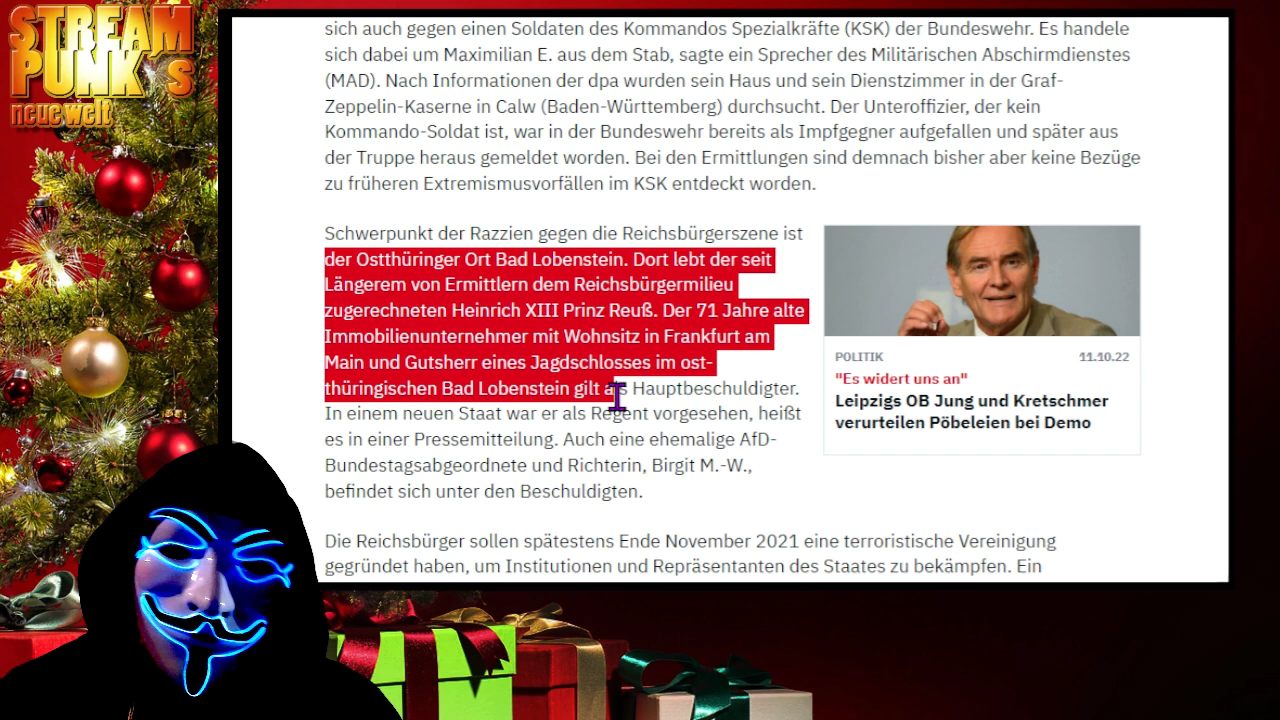 STREAM
PUNK´s
neue welt
sich auch gegen einen Soldaten des Kommandos Spezialkräfte (KSK) der Bundeswehr. Es handele
sich dabei um Maximilian E. aus dem Stab, sagte ein Sprecher des Militärischen Abschirmdienstes
(MAD). Nach Informationen der dpa wurden sein Haus und sein Dienstzimmer in der Graf-
Zeppelin-Kaserne in Calw (Baden-Württemberg) durchsucht. Der Unteroffizier, der kein
Kommando-Soldat ist, war in der Bundeswehr bereits als Impfgegner aufgefallen und später aus
der Truppe heraus gemeldet worden. Bei den Ermittlungen sind demnach bisher aber keine Bezüge
zu früheren Extremismusvorfällen im KSK entdeckt worden.
Schwerpunkt der Razzien gegen die Reichsbürgerszene ist
der Ostthüringer Ort Bad Lobenstein. Dort lebt der seit
Längerem von Ermittlern dem Reichsbürgermilieu
zugerechneten Heinrich XIII Prinz Reuß. Der 71 Jahre alte
Immobilienunternehmer mit Wohnsitz in Frankfurt am
Main und Gutsherr eines Jagdschlosses im ost-
thüringischen Bad Lobenstein gilt als Hauptbeschuldigter.
In einem neuen Staat war er als Regent vorgesehen, heißt
es in einer Pressemitteilung. Auch eine ehemalige AfD-
Bundestagsabgeordnete und Richterin, Birgit M.-W.,
befindet sich unter den Beschuldigten.
POLITIK 11.10.22
"Es widert uns an"
Leipzigs OB Jung und Kretschmer
verurteilen Pöbeleien bei Demo
Die Reichsbürger sollen spätestens Ende November 2021 eine terroristische Vereinigung
gegründet haben, um Institutionen und Repräsentanten des Staates zu bekämpfen. Ein